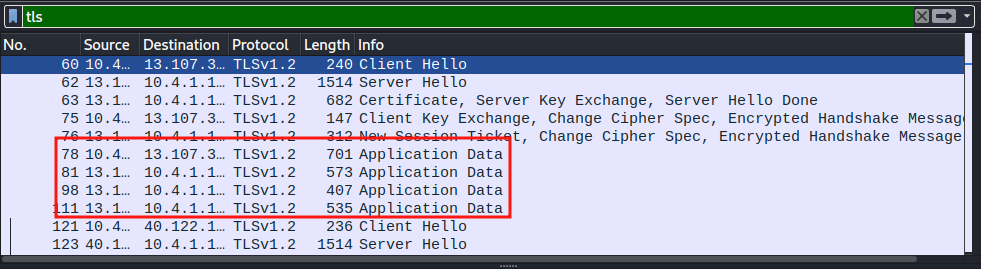 tls
No. Source Destination Protocol Length Info
60 10.4… 13.107.3… TLSv1.2 240 Client Hello
62 13.1… 10.4.1.1… TLSv1.2 1514 Server Hello
63 13.1… 10.4.1.1… TLSv1.2 682 Certificate, Server Key Exchange, Server Hello Done
75 10.4… 13.107.3… TLSv1.2 147 Client Key Exchange, Change Cipher Spec, Encrypted Handshake Message
76 13.1… 10.4.1.1… TLSv1.2 312 New Session Ticket, Change Cipher Spec, Encrypted Handshake Message
78 10.4… 13.107.3… TLSv1.2 701 Application Data
81 13.1… 10.4.1.1… TLSv1.2 573 Application Data
98 13.1… 10.4.1.1… TLSv1.2 407 Application Data
111 13.1… 10.4.1.1… TLSv1.2 535 Application Data
121 10.4… 40.122.1… TLSv1.2 236 Client Hello
123 40.1… 10.4.1.1… TLSv1.2 1514 Server Hello